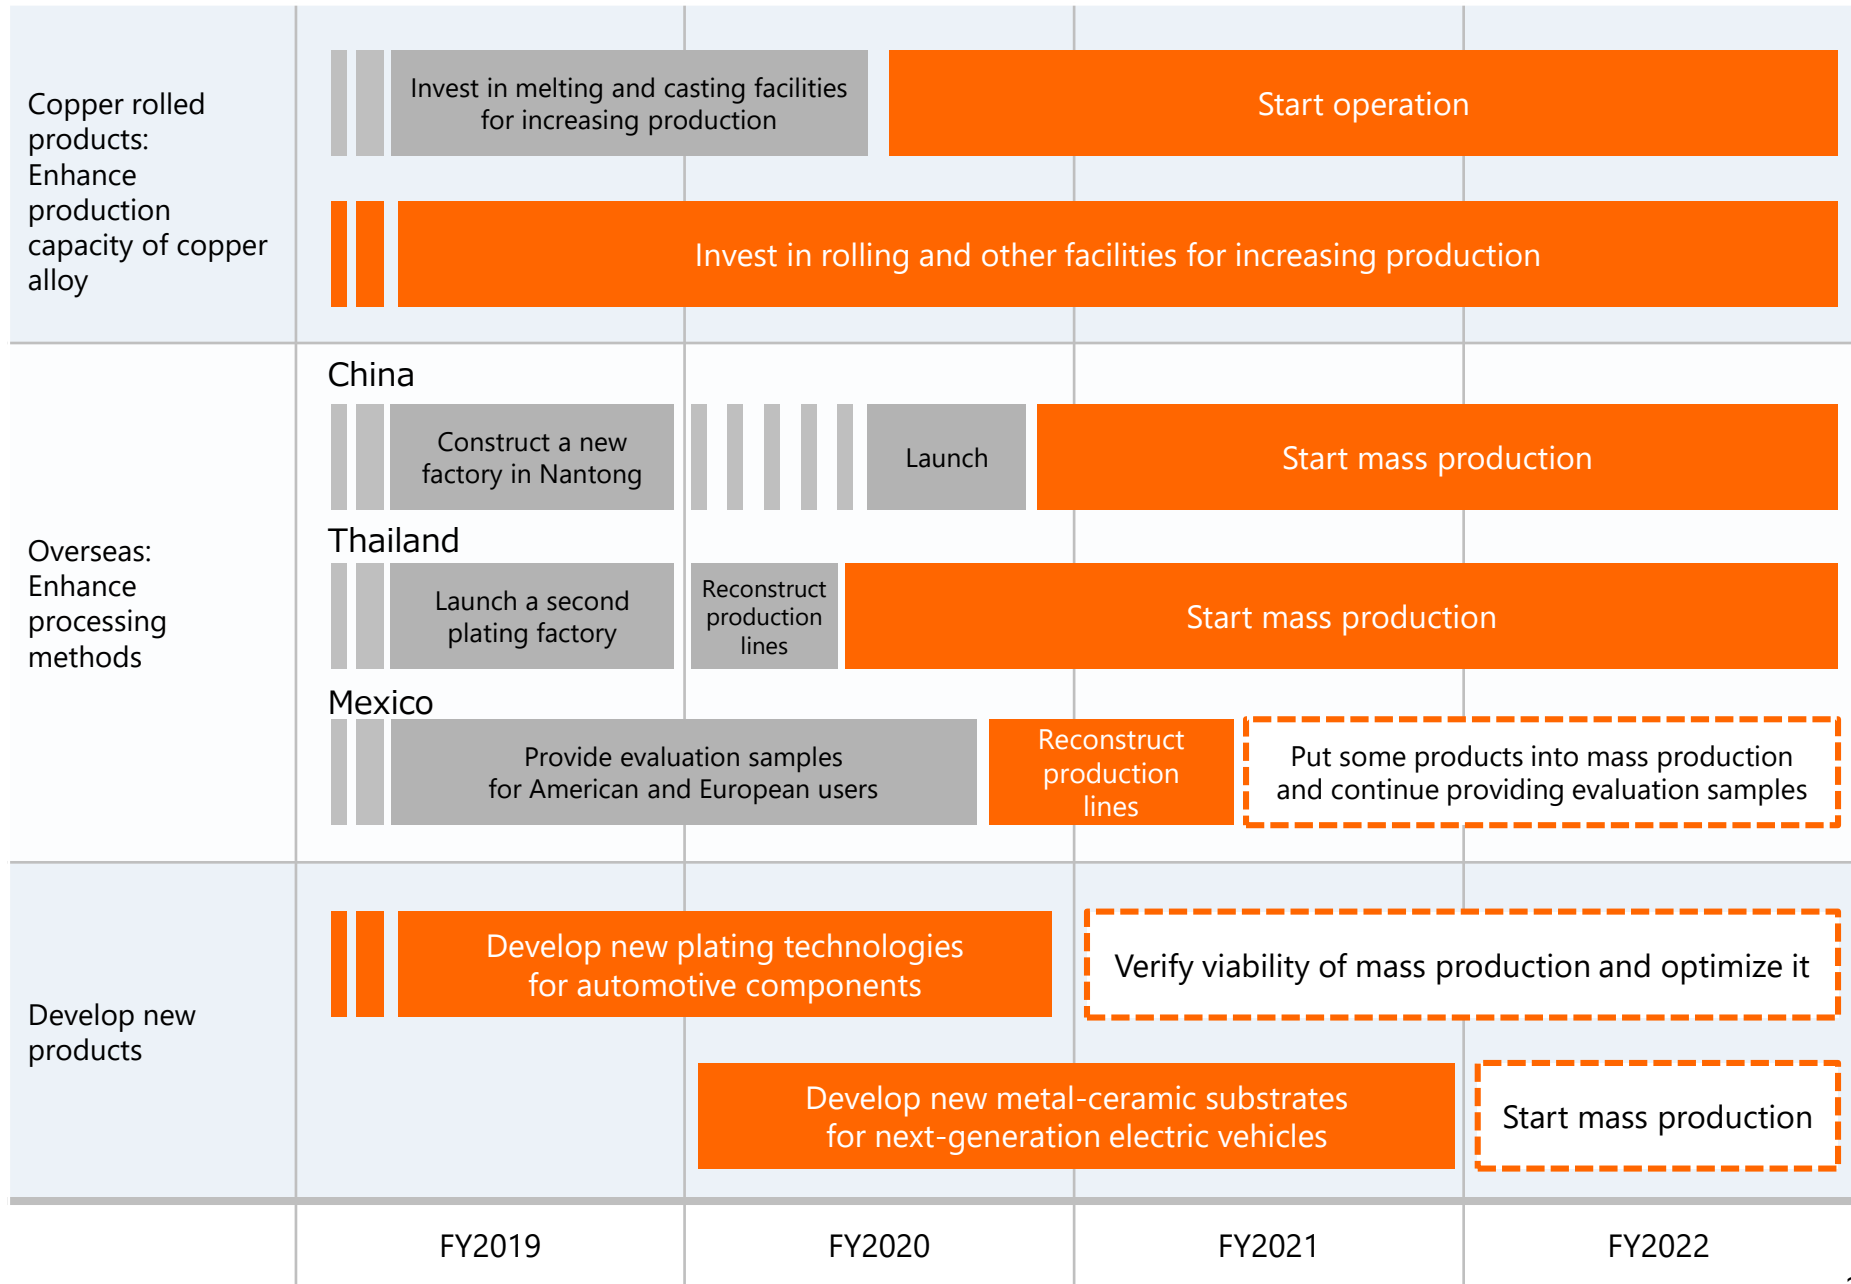 Copper rolled
products:
Enhance
production
capacity of copper
alloy
Invest in melting and casting facilities
for increasing production
Start operation
Invest in rolling and other facilities for increasing production
Overseas:
Enhance
processing
methods
China
Construct a new
factory in Nantong
Launch
Start mass production
Thailand
Launch a second
plating factory
Reconstruct
production
lines
Start mass production
Mexico
Provide evaluation samples
for American and European users
Reconstruct
production
lines
Put some products into mass production
and continue providing evaluation samples
Develop new
products
Develop new plating technologies
for automotive components
Verify viability of mass production and optimize it
Develop new metal-ceramic substrates
for next-generation electric vehicles
Start mass production
FY2019
FY2020
FY2021
FY2022